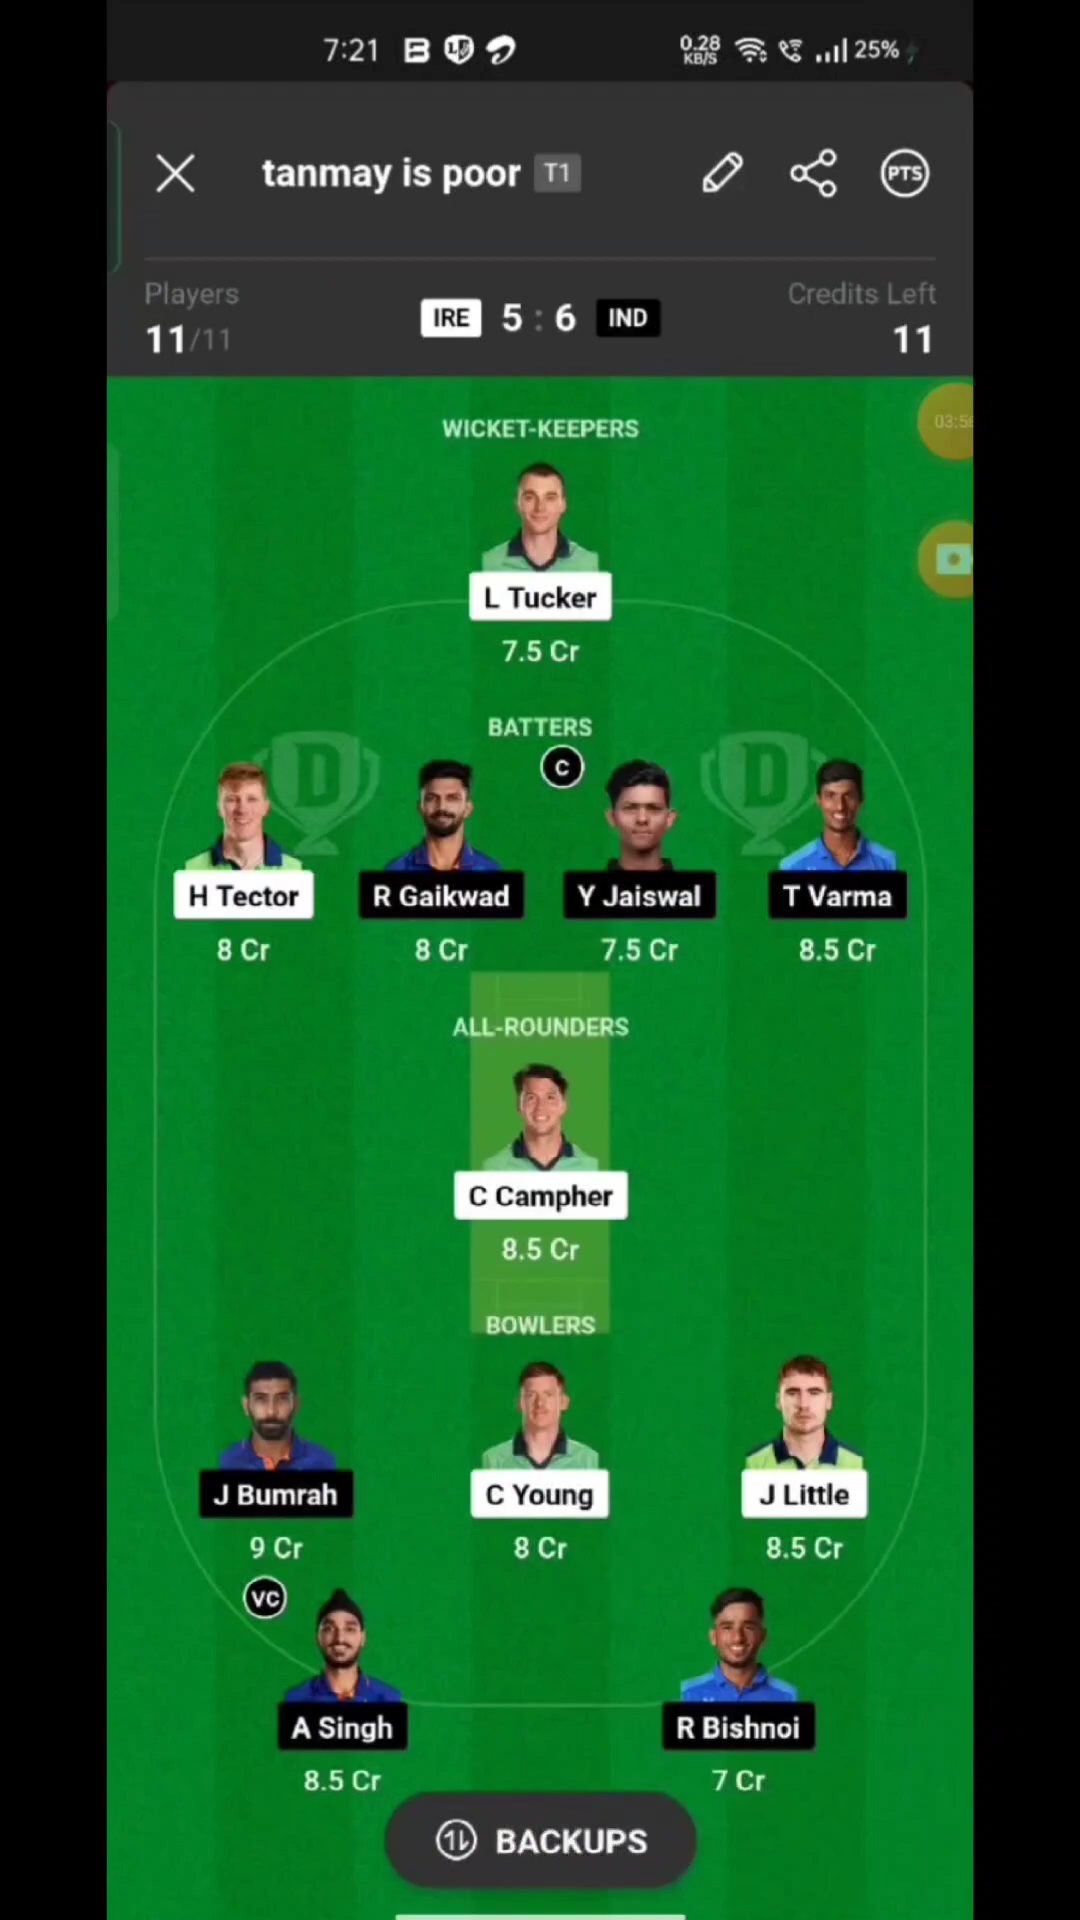 7:21 0.28 KB/S 25%
tanmay is poor T1 PTS
Players Credits Left
IRE 5 : 6 IND
11/11 11
WICKET-KEEPERS
L Tucker
7.5 Cr
BATTERS
C
D D
H Tector R Gaikwad Y Jaiswal T Varma
8 Cr 8 Cr 7.5 Cr 8.5 Cr
ALL-ROUNDERS
C Campher
8.5 Cr
BOWLERS
J Bumrah C Young J Little
9 Cr 8 Cr 8.5 Cr
VC
A Singh R Bishnoi
8.5 Cr 7 Cr
BACKUPS